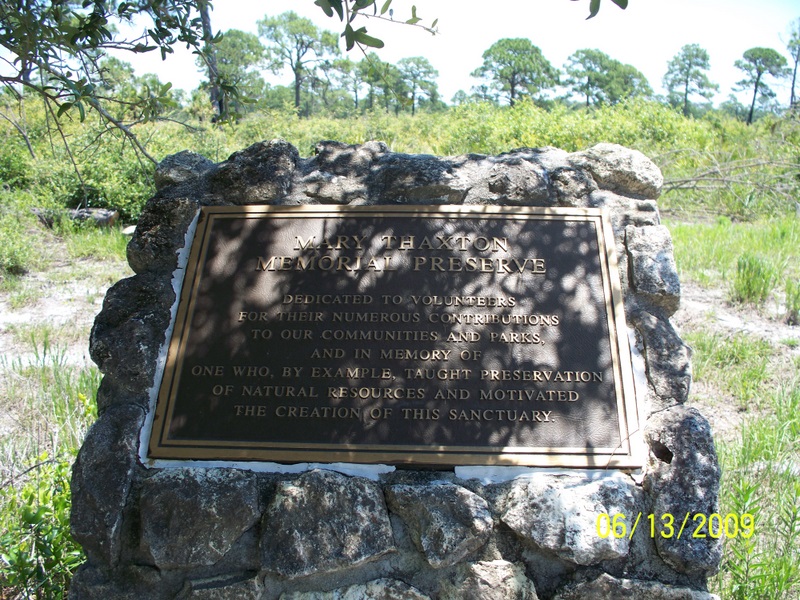 MARY THAXTON
MEMORIAL PRESERVE
DEDICATED TO VOLUNTEERS
FOR THEIR NUMEROUS CONTRIBUTIONS
TO OUR COMMUNITIES AND PARKS,
AND IN MEMORY OF
ONE WHO, BY EXAMPLE, TAUGHT PRESERVATION
OF NATURAL RESOURCES AND MOTIVATED
THE CREATION OF THIS SANCTUARY.
06/13/2009